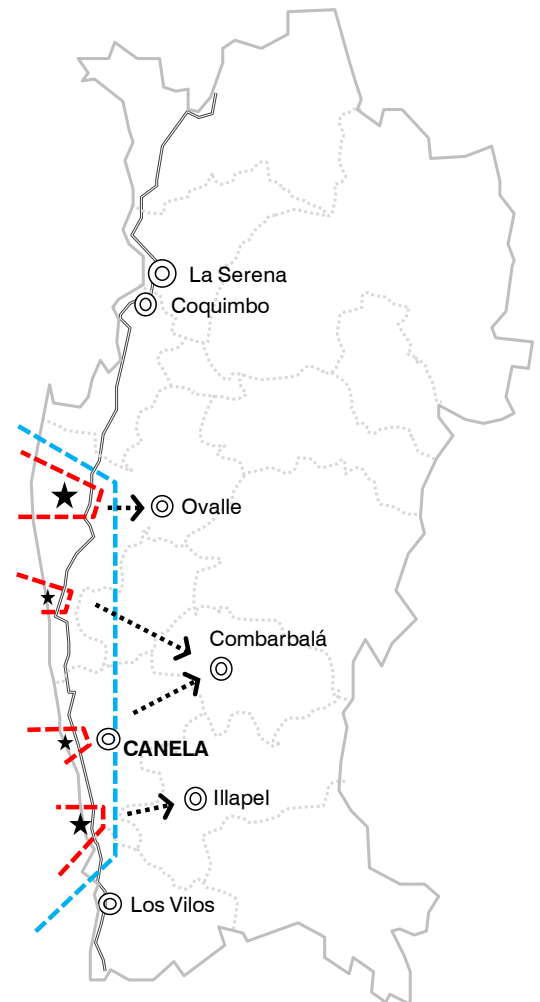 La Serena
Coquimbo
Ovalle
Combarbalá
CANELA
Illapel
Los Vilos